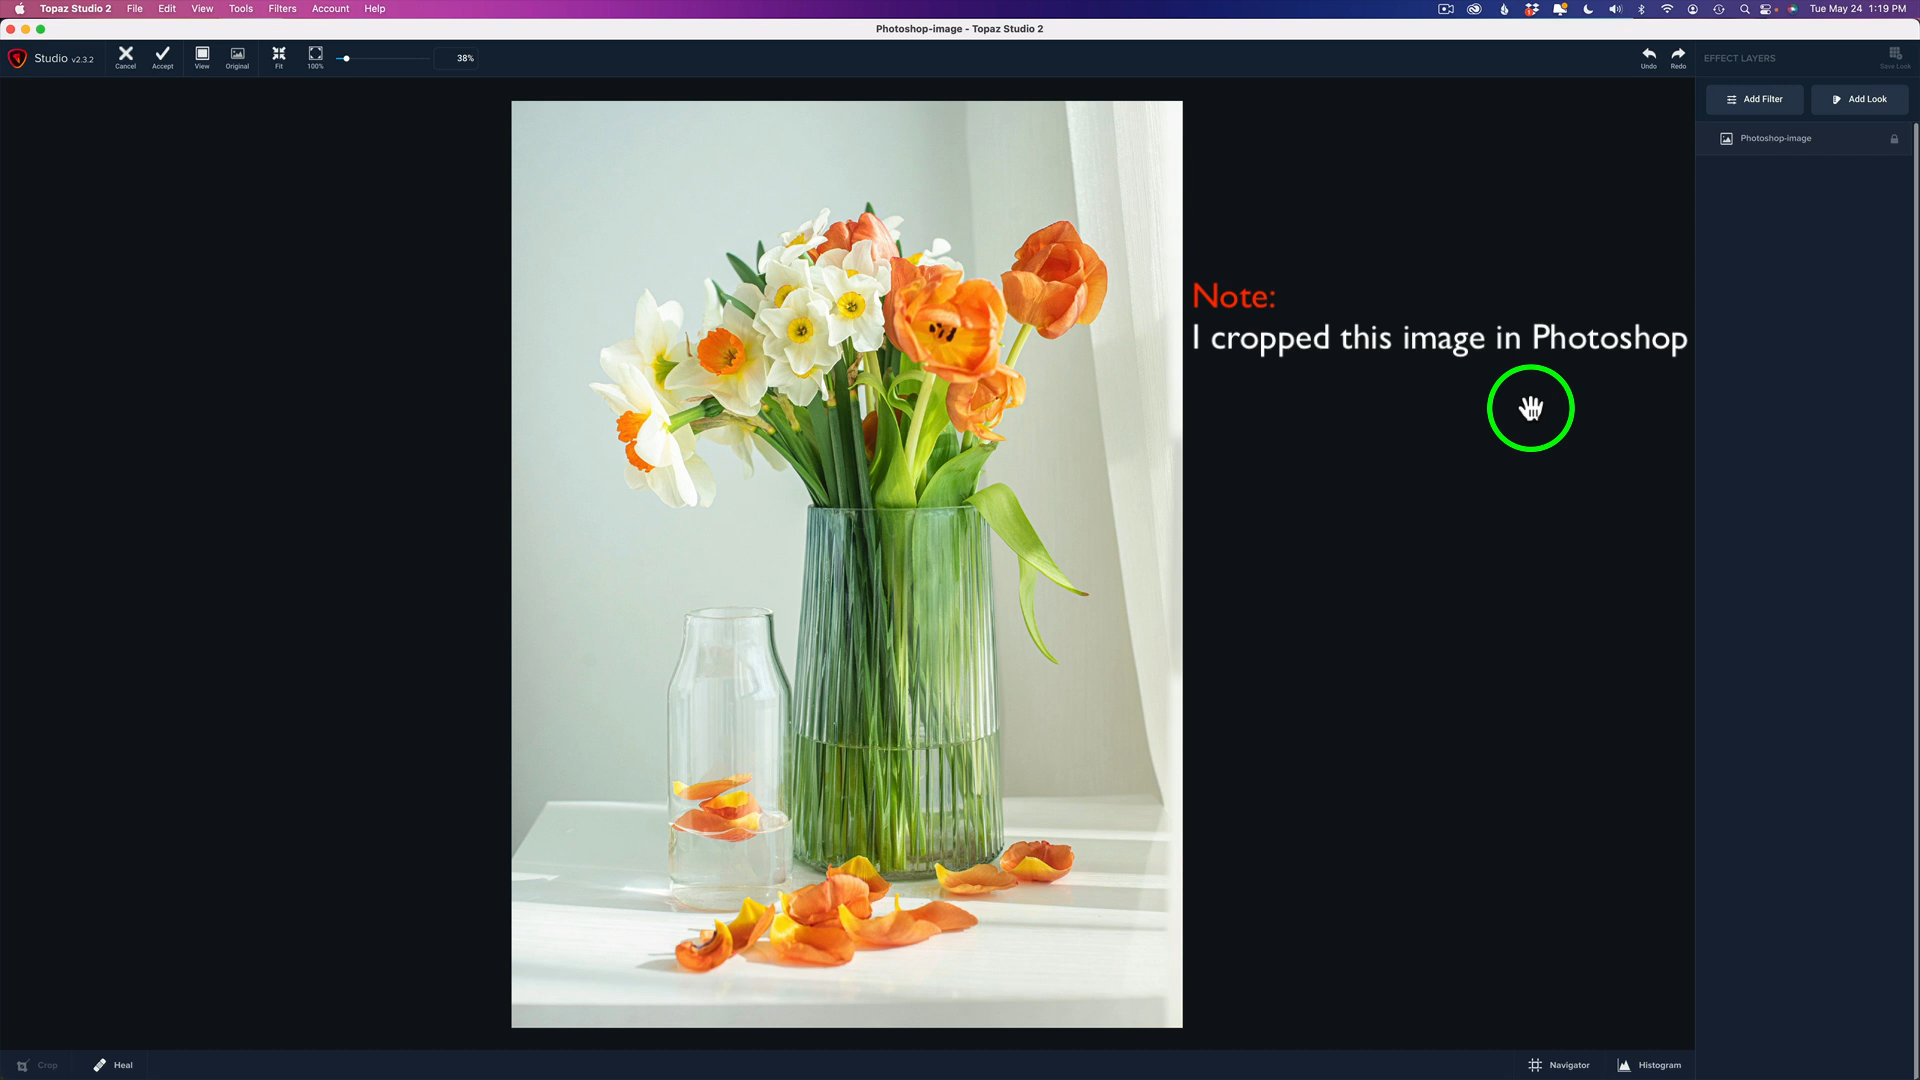 Topaz Studio 2 File Edit View Tools Filters Account Help Tue May 24 1:19 PM
Photoshop-image - Topaz Studio 2
Studio v2.3.2 Cancel Accept View Original Fit 100% 38% Undo Redo EFFECT LAYERS Save Look
Add Filter Add Look
Photoshop-image
Note:
I cropped this image in Photoshop
Crop Heal Navigator Histogram